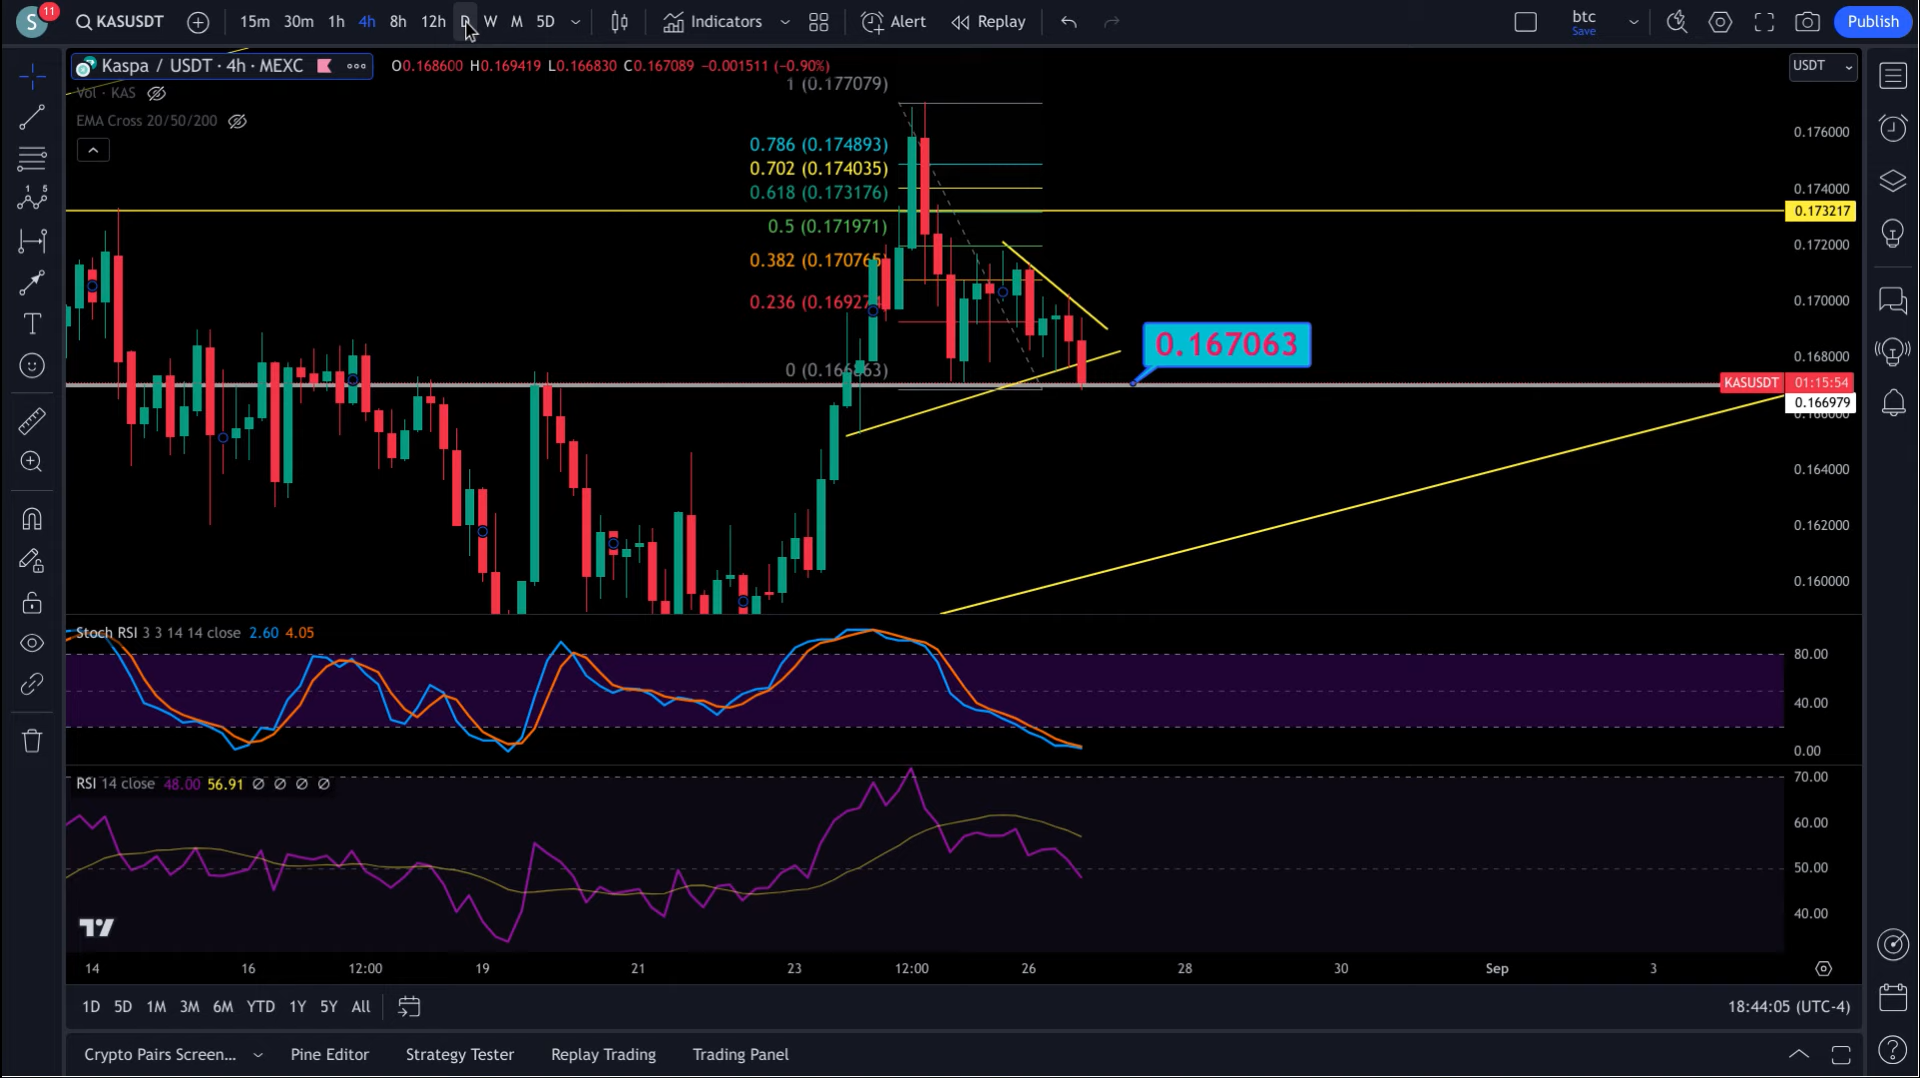 S 11 KASUSDT 15m 30m 1h 4h 8h 12h D W M 5D Indicators Alert Replay btc Save Publish
Kaspa / USDT · 4h · MEXC O0.168600 H0.169419 L0.166830 C0.167089 −0.001511 (−0.90%) USDT
Vol · KAS
EMA Cross 20/50/200
1 (0.177079)
0.786 (0.174893)
0.702 (0.174035)
0.618 (0.173176)
0.5 (0.171971)
0.382 (0.170765)
0.236 (0.169274
0.167063
0.176000
0.174000
0.173217
0.172000
0.170000
0.168000
KASUSDT 01:15:54
0.166979
0.166000
0.164000
0.162000
0.160000
Stoch RSI 3 3 14 14 close 2.60 4.05
80.00
40.00
0.00
RSI 14 close 48.00 56.91 ∅ ∅ ∅ ∅
70.00
60.00
50.00
40.00
14 16 12:00 19 21 23 12:00 26 28 30 Sep 3
1D 5D 1M 3M 6M YTD 1Y 5Y All 18:44:05 (UTC-4)
Crypto Pairs Screen... Pine Editor Strategy Tester Replay Trading Trading Panel